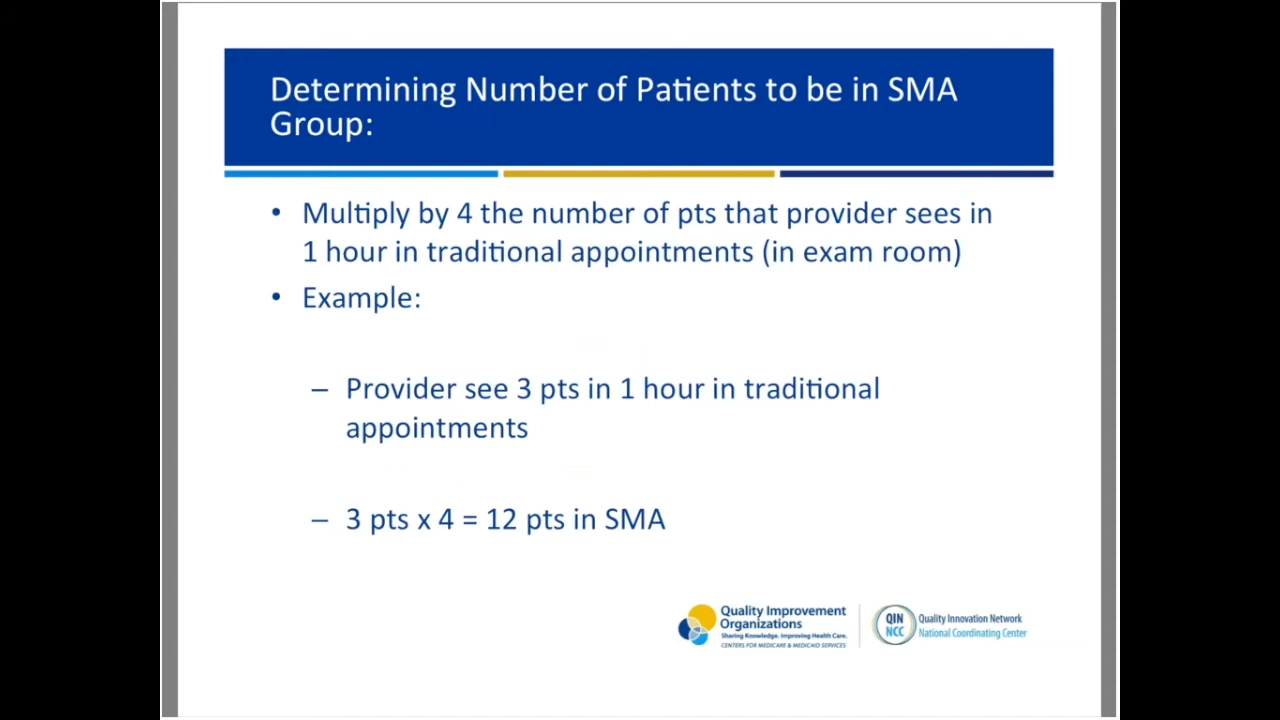 Determining Number of Patients to be in SMA
Group:
• Multiply by 4 the number of pts that provider sees in
1 hour in traditional appointments (in exam room)
• Example:
– Provider see 3 pts in 1 hour in traditional
appointments
– 3 pts x 4 = 12 pts in SMA
Quality Improvement
Organizations
Sharing Knowledge. Improving Health Care.
CENTERS FOR MEDICARE & MEDICAID SERVICES
QIN
NCC
Quality Innovation Network
National Coordinating Center